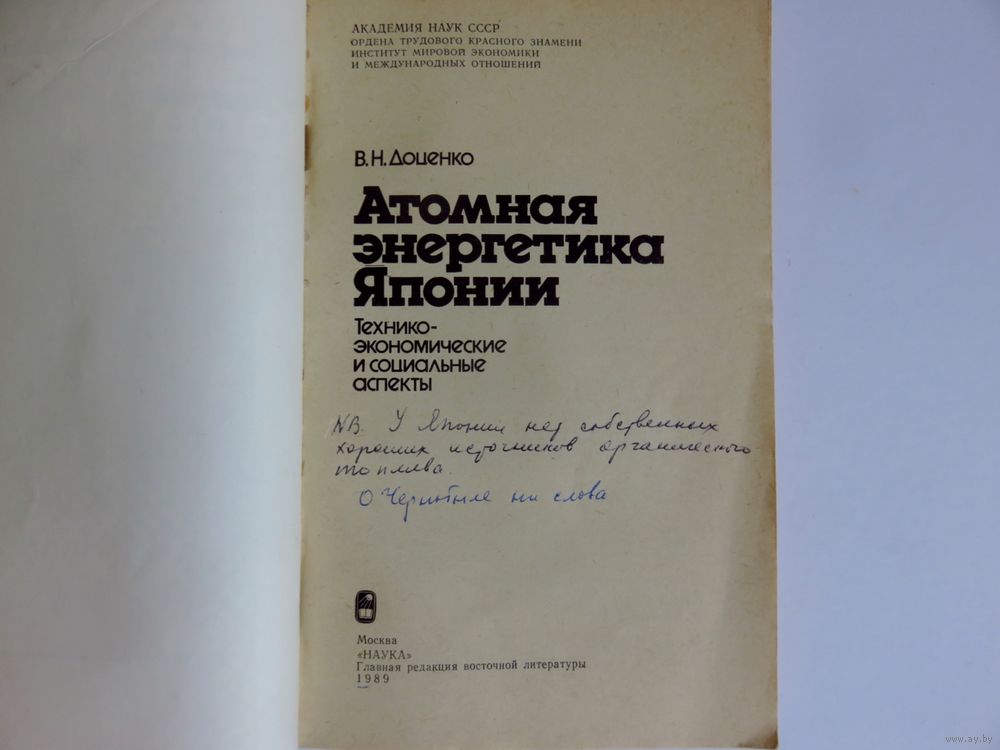 АКАДЕМИЯ НАУК СССР
ОРДЕНА ТРУДОВОГО КРАСНОГО ЗНАМЕНИ
ИНСТИТУТ МИРОВОЙ ЭКОНОМИКИ
И МЕЖДУНАРОДНЫХ ОТНОШЕНИЙ
В.Н. Доценко
Атомная
энергетика
Японии
Технико-
экономические
и социальные
аспекты
NB. У Японии нет собственных
хороших источников органического
топлива.
О Чернобыле ни слова
Москва
«НАУКА»
Главная редакция восточной литературы
1989
www.ay.by